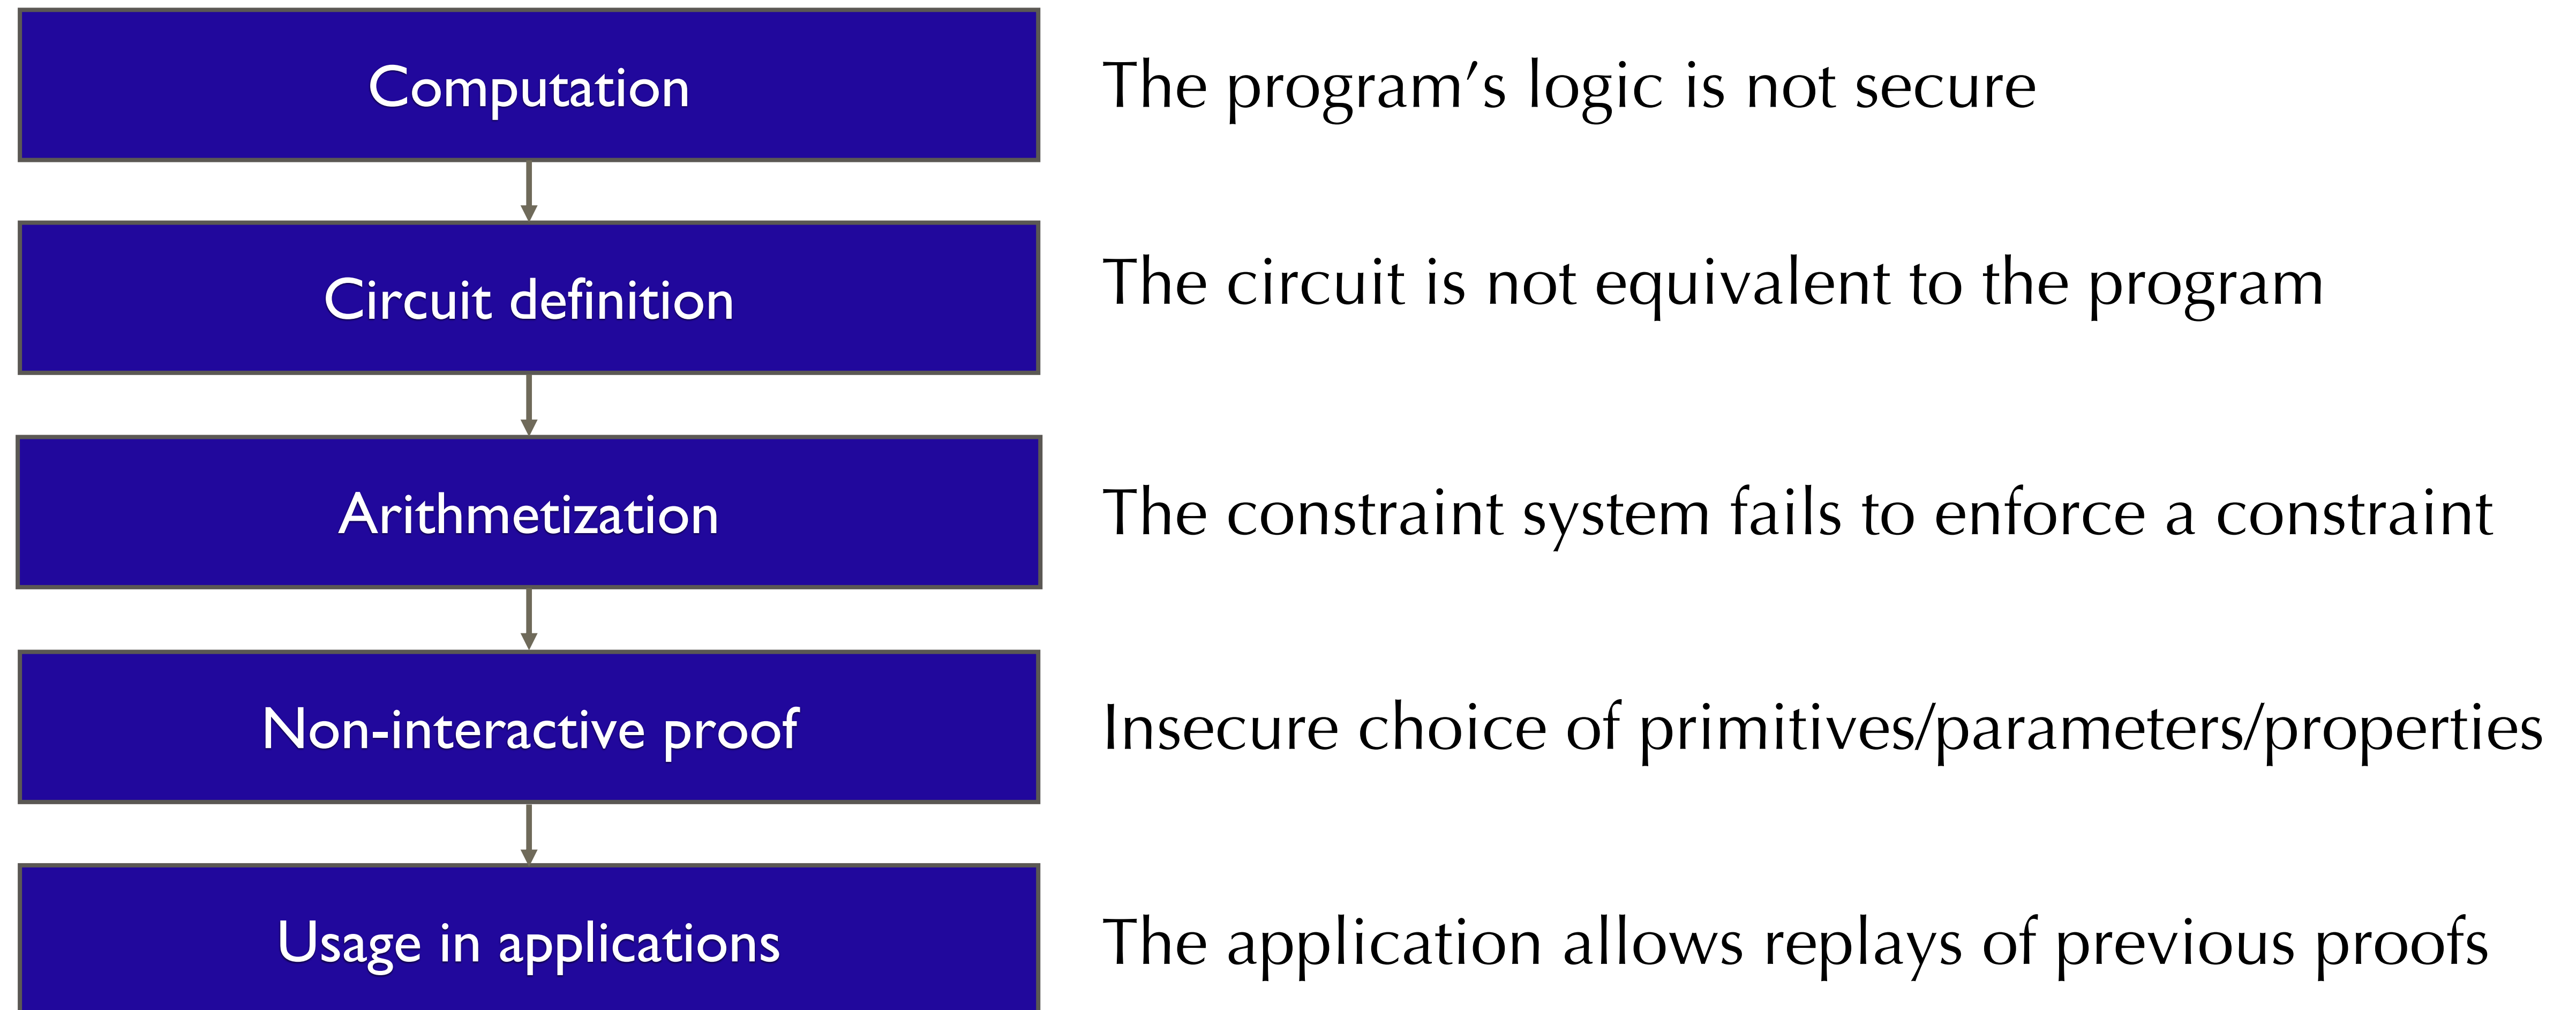 Computation
The program’s logic is not secure
Circuit definition
The circuit is not equivalent to the program
Arithmetization
The constraint system fails to enforce a constraint
Non-interactive proof
Insecure choice of primitives/parameters/properties
Usage in applications
The application allows replays of previous proofs